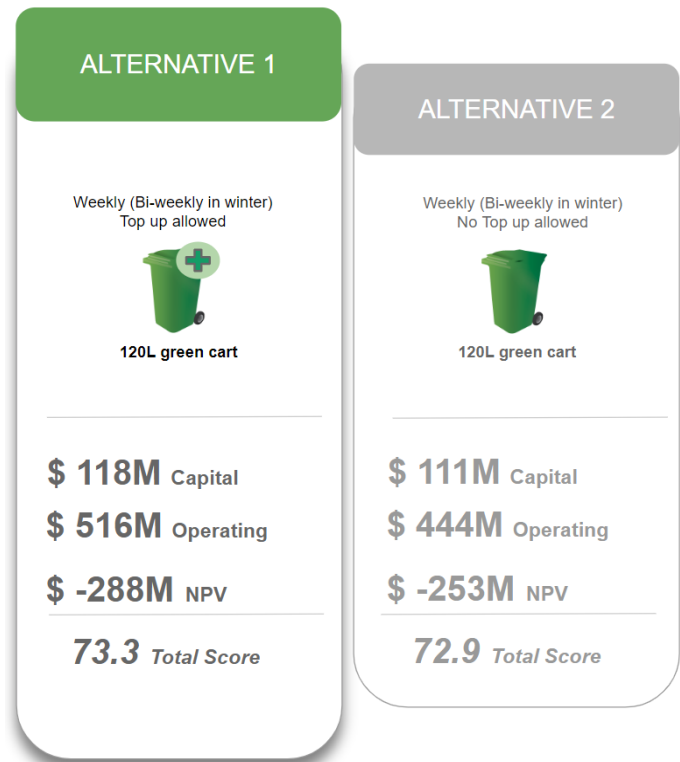 ALTERNATIVE 1
Weekly (Bi-weekly in winter)
Top up allowed
120L green cart
$ 118M Capital
$ 516M Operating
$ -288M NPV
73.3 Total Score
ALTERNATIVE 2
Weekly (Bi-weekly in winter)
No Top up allowed
120L green cart
$ 111M Capital
$ 444M Operating
$ -253M NPV
72.9 Total Score